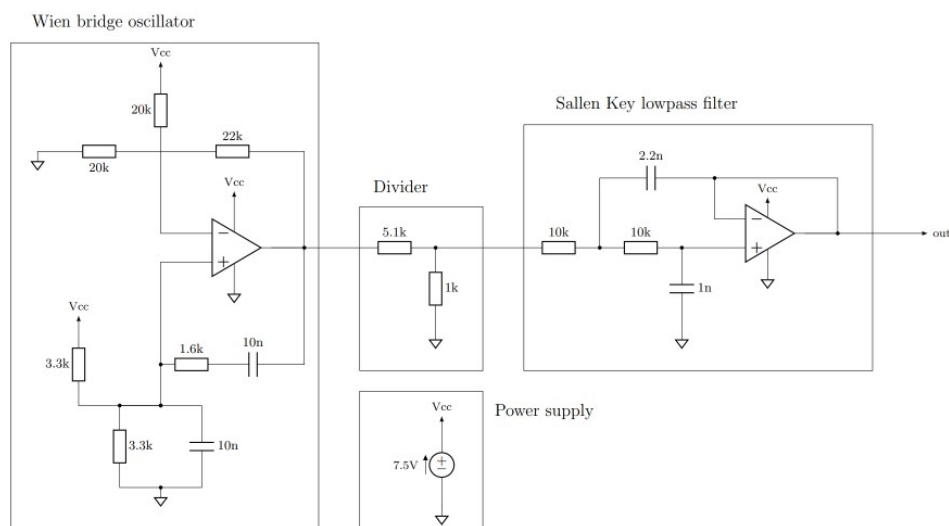 Wien bridge oscillator
Vcc
20k
22k
20k
Vcc
−
+
Vcc
3.3k
1.6k
10n
3.3k
10n
Divider
5.1k
1k
Vcc
7.5V
+
−
Power supply
Sallen Key lowpass filter
2.2n
Vcc
10k
10k
−
+
1n
out